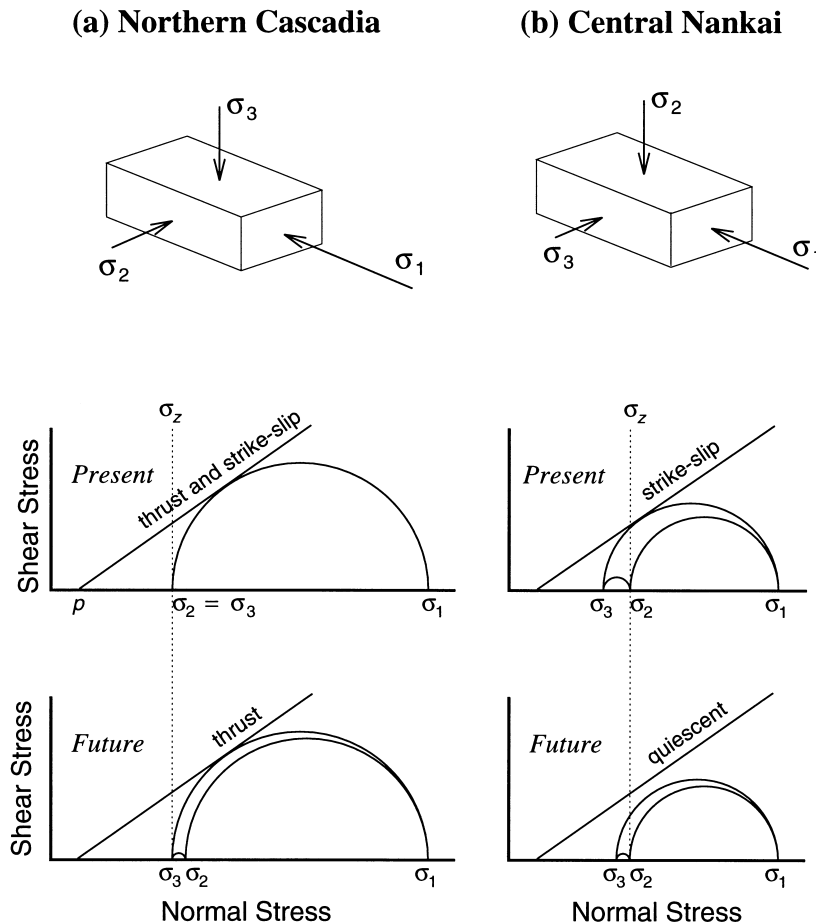 (a) Northern Cascadia
(b) Central Nankai
σ3
σ2
σ1
σ2
σ3
σ
σz
Shear Stress
Present
thrust and strike-slip
p
σ2 = σ3
σ1
σz
Present
strike-slip
σ3
σ2
σ1
Shear Stress
Future
thrust
σ3
σ2
σ1
Normal Stress
Future
quiescent
σ3
σ2
σ1
Normal Stress